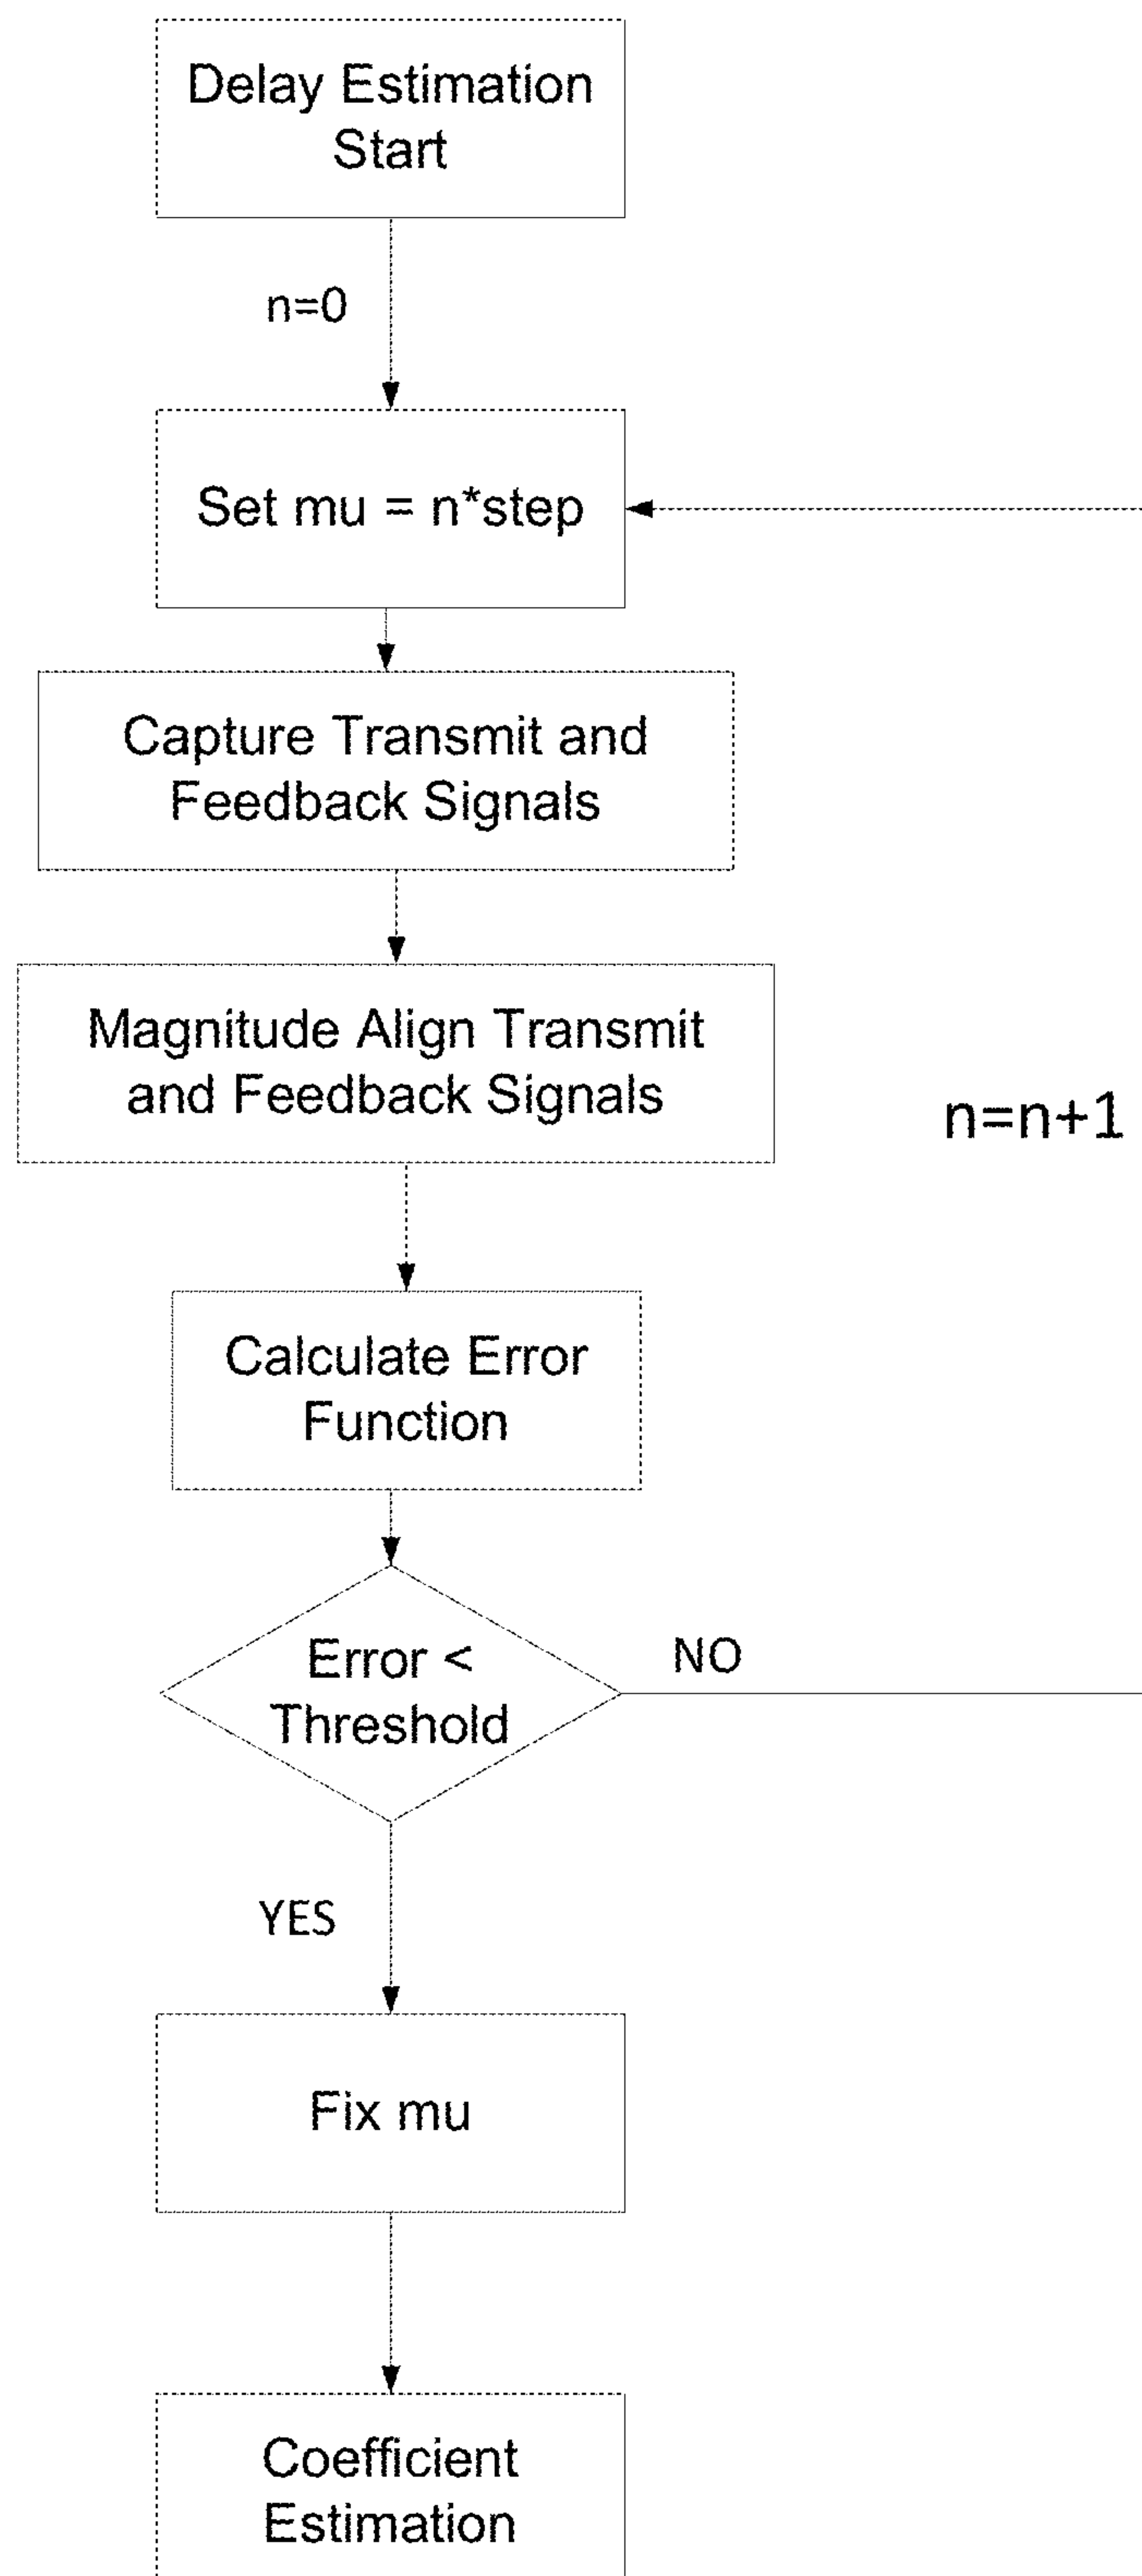 Delay Estimation
Start
n=0
Set mu = n*step
Capture Transmit and
Feedback Signals
Magnitude Align Transmit
and Feedback Signals
n=n+1
Calculate Error
Function
Error <
Threshold
NO
YES
Fix mu
Coefficient
Estimation